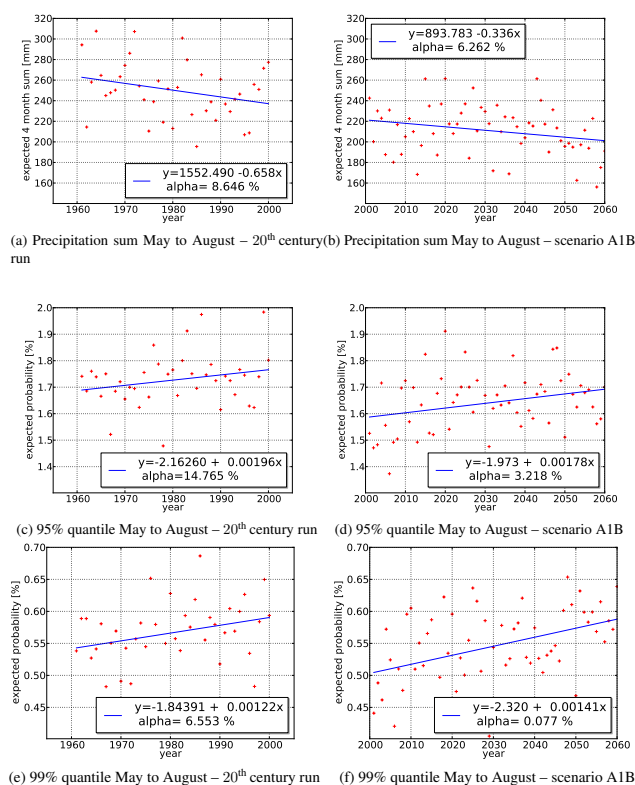 320
300
280
260
240
220
200
180
160
expected 4 month sum [mm]
y=1552.490 -0.658x
alpha= 8.646 %
1960 1970 1980 1990 2000
year
(a) Precipitation sum May to August – 20th century
run
320
300
280
260
240
220
200
180
160
expected 4 month sum [mm]
y=893.783 -0.336x
alpha= 6.262 %
2000 2010 2020 2030 2040 2050 2060
year
(b) Precipitation sum May to August – scenario A1B
2.0
1.9
1.8
1.7
1.6
1.5
1.4
expected probability [%]
y=-2.16260 + 0.00196x
alpha=14.765 %
1960 1970 1980 1990 2000
year
(c) 95% quantile May to August – 20th century run
2.0
1.9
1.8
1.7
1.6
1.5
1.4
expected probability [%]
y=-1.973 + 0.00178x
alpha= 3.218 %
2000 2010 2020 2030 2040 2050 2060
year
(d) 95% quantile May to August – scenario A1B
0.70
0.65
0.60
0.55
0.50
0.45
expected probability [%]
y=-1.84391 + 0.00122x
alpha= 6.553 %
1960 1970 1980 1990 2000
year
(e) 99% quantile May to August – 20th century run
0.70
0.65
0.60
0.55
0.50
0.45
expected probability [%]
y=-2.320 + 0.00141x
alpha= 0.077 %
2000 2010 2020 2030 2040 2050 2060
year
(f) 99% quantile May to August – scenario A1B